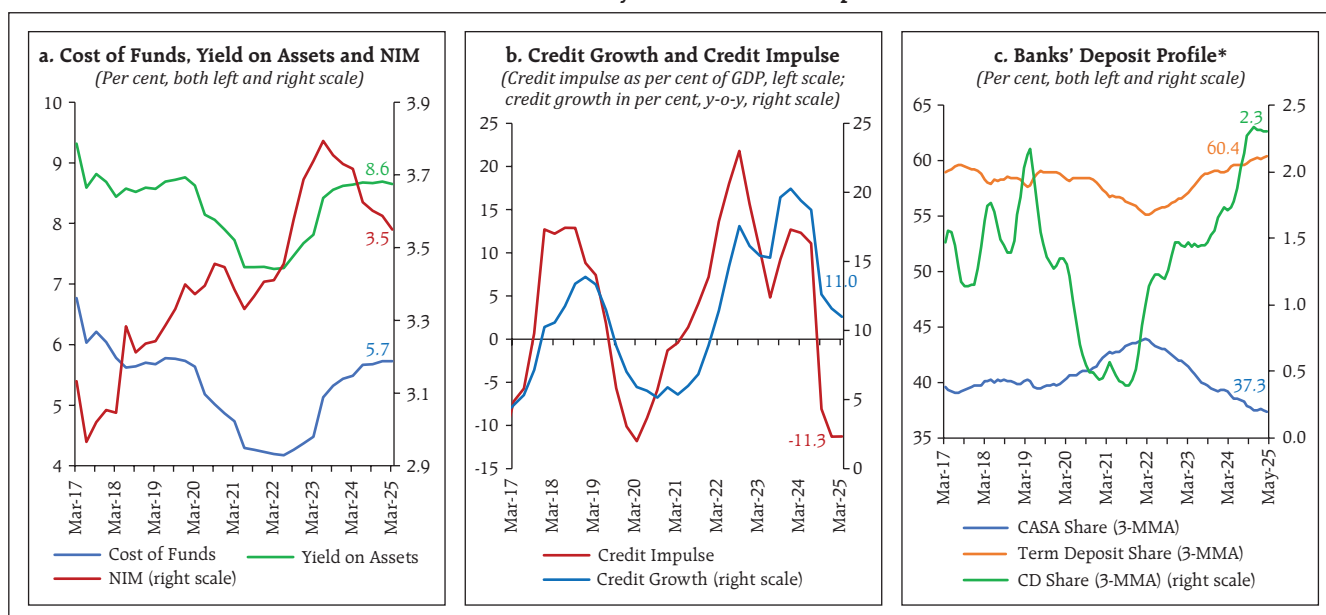 a. Cost of Funds, Yield on Assets and NIM
(Per cent, both left and right scale)
10
9
8
7
6
5
4
3.9
3.7
3.5
3.3
3.1
2.9
8.6
3.5
5.7
Mar-17
Mar-18
Mar-19
Mar-20
Mar-21
Mar-22
Mar-23
Mar-24
Mar-25
Cost of Funds
Yield on Assets
NIM (right scale)
b. Credit Growth and Credit Impulse
(Credit impulse as per cent of GDP, left scale;
credit growth in per cent, y-o-y, right scale)
25
20
15
10
5
0
-5
-10
-15
25
20
15
10
5
0
11.0
-11.3
Mar-17
Mar-18
Mar-19
Mar-20
Mar-21
Mar-22
Mar-23
Mar-24
Mar-25
Credit Impulse
Credit Growth (right scale)
c. Banks' Deposit Profile*
(Per cent, both left and right scale)
65
60
55
50
45
40
35
2.5
2.0
1.5
1.0
0.5
0.0
2.3
60.4
37.3
Mar-17
Mar-18
Mar-19
Mar-20
Mar-21
Mar-22
Mar-23
Mar-24
May-25
CASA Share (3-MMA)
Term Deposit Share (3-MMA)
CD Share (3-MMA) (right scale)